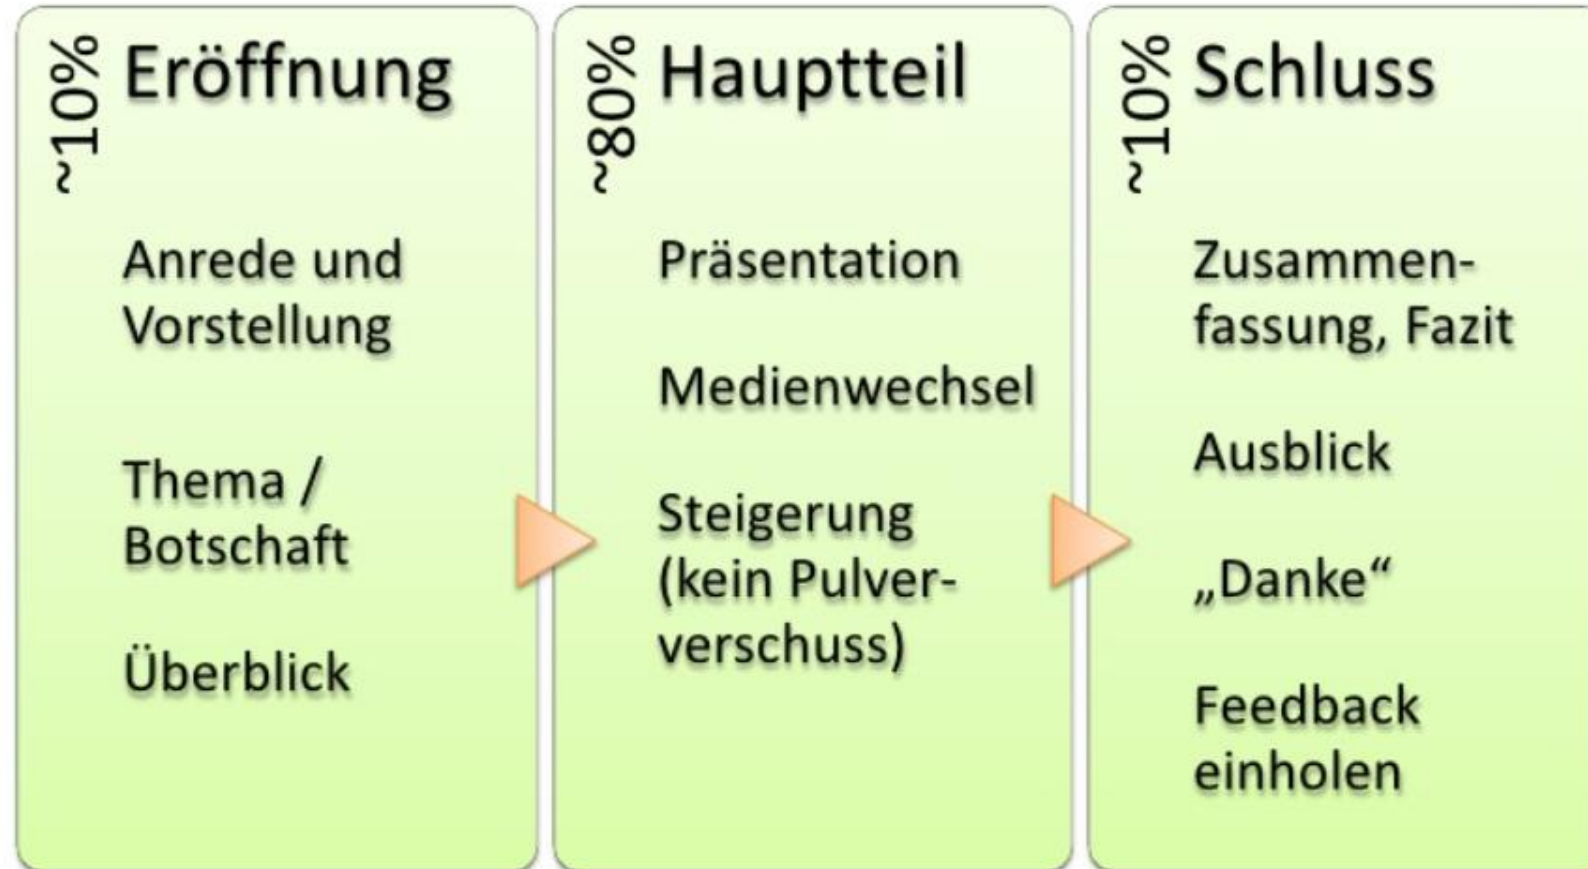 ~10%
Eröffnung
Anrede und
Vorstellung
Thema /
Botschaft
Überblick
~80%
Hauptteil
Präsentation
Medienwechsel
Steigerung
(kein Pulver-
verschuss)
~10%
Schluss
Zusammen-
fassung, Fazit
Ausblick
„Danke“
Feedback
einholen